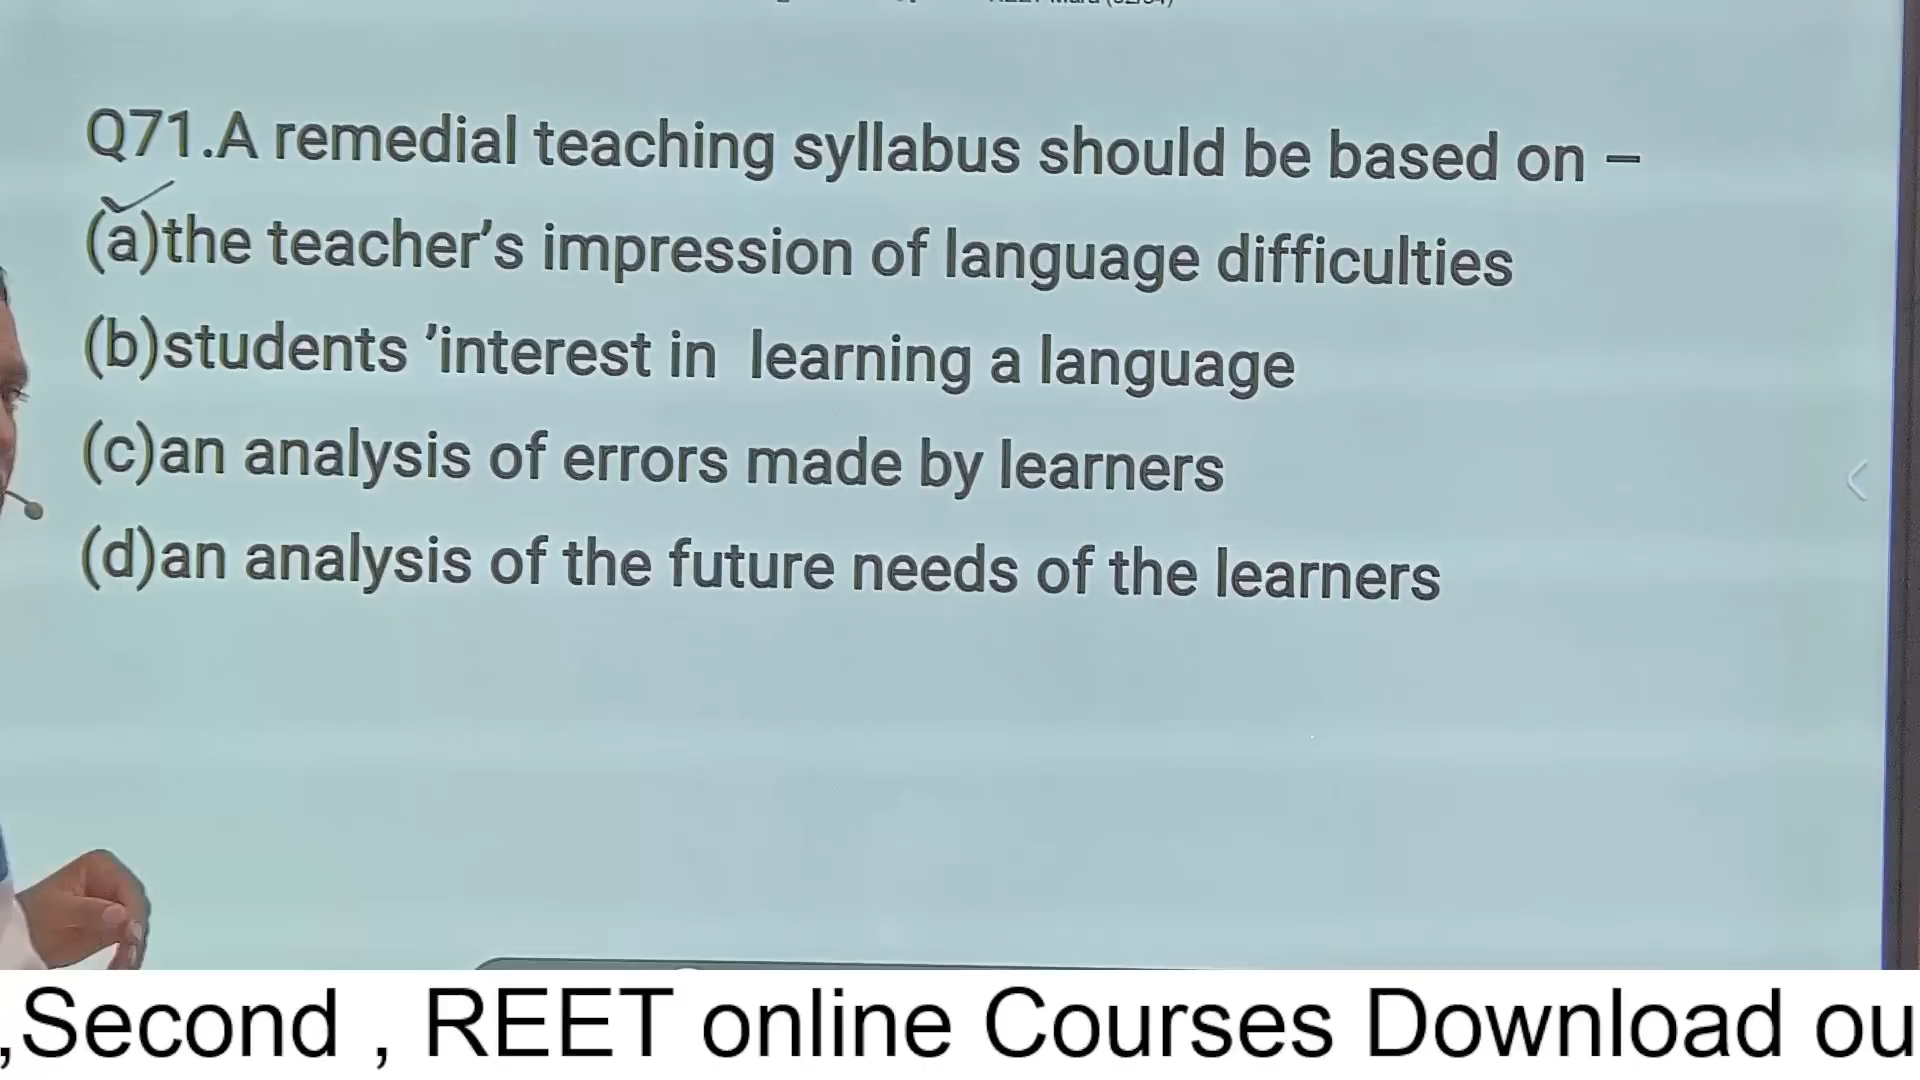 Q71.A remedial teaching syllabus should be based on –
(a)the teacher's impression of language difficulties
(b)students 'interest in learning a language
(c)an analysis of errors made by learners
(d)an analysis of the future needs of the learners
,Second , REET online Courses Download ou